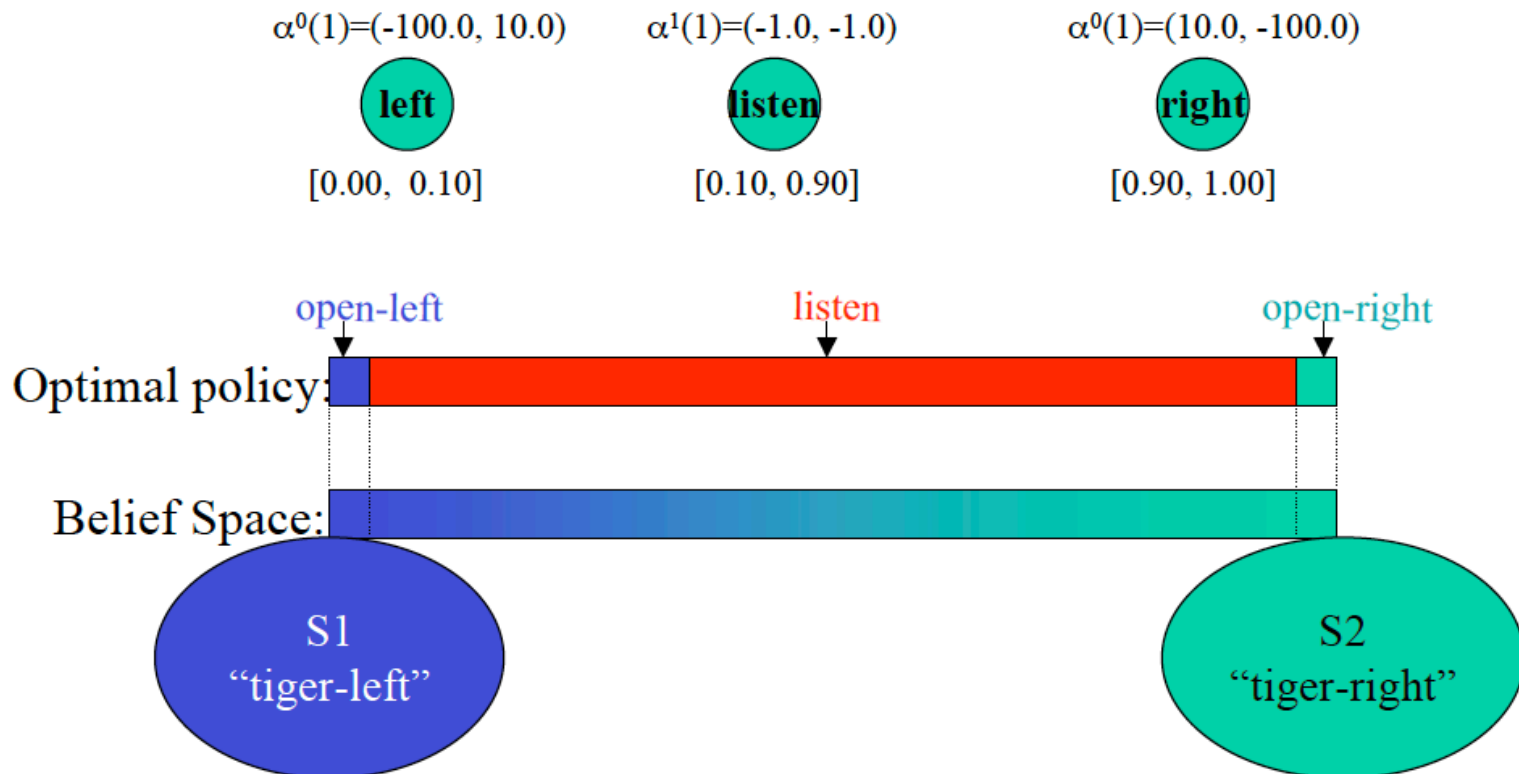 α⁰(1)=(-100.0, 10.0) α¹(1)=(-1.0, -1.0) α⁰(1)=(10.0, -100.0)
left listen right
[0.00, 0.10] [0.10, 0.90] [0.90, 1.00]
open-left listen open-right
Optimal policy:
Belief Space:
S1
“tiger-left”
S2
“tiger-right”